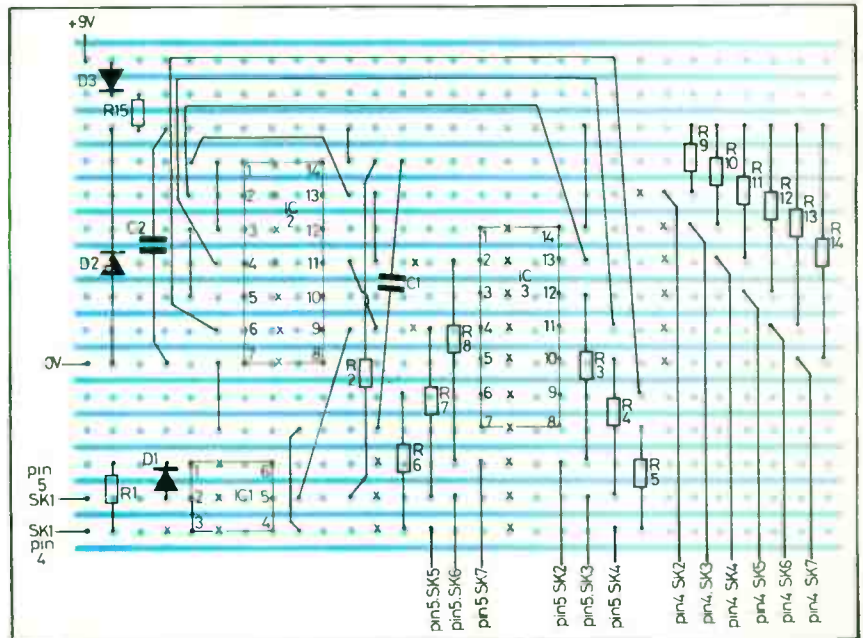 +9V
D3
R15
C2
D2
0V
1
2
3
4
5
6
7
14
13
12
11
10
9
8
IC
2
C1
1
2
3
4
5
6
7
14
13
12
11
10
9
8
IC
3
R
2
R
8
R
7
R
6
R
3
R
4
R
5
R
9
R
10
R
11
R
12
R
13
R
14
D1
R1
pin
5
SK1
SK1
pin
4
1
2
3
6
5
4
IC1
pin5.SK5
pin5.SK6
pin5.SK7
pin5.SK2
pin5.SK3
pin5.SK4
pin4.SK2
pin4.SK3
pin4.SK4
pin4.SK5
pin4.SK6
pin4.SK7